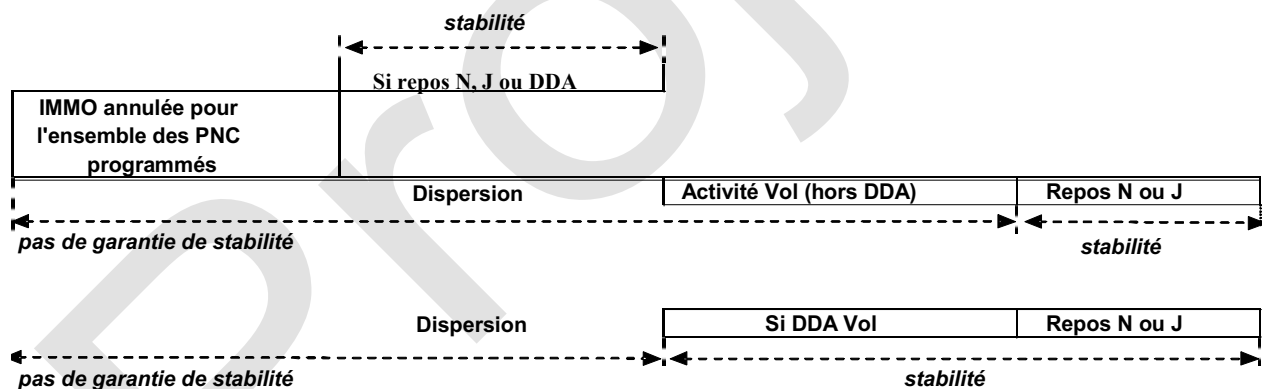 stabilité
Si repos N, J ou DDA
IMMO annulée pour
l'ensemble des PNC
programmés
Dispersion
Activité Vol (hors DDA)
Repos N ou J
pas de garantie de stabilité
stabilité
Dispersion
Si DDA Vol
Repos N ou J
pas de garantie de stabilité
stabilité
Proj